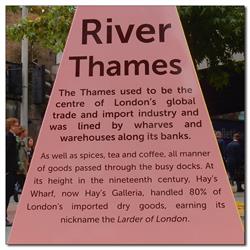 River
Thames
The Thames used to be the
centre of London's global
trade and import industry and
was lined by wharves and
warehouses along its banks.
As well as spices, tea and coffee, all manner
of goods passed through the busy docks. At
its height in the nineteenth century, Hay's
Wharf, now Hay's Galleria, handled 80% of
London's imported dry goods, earning its
nickname the Larder of London.